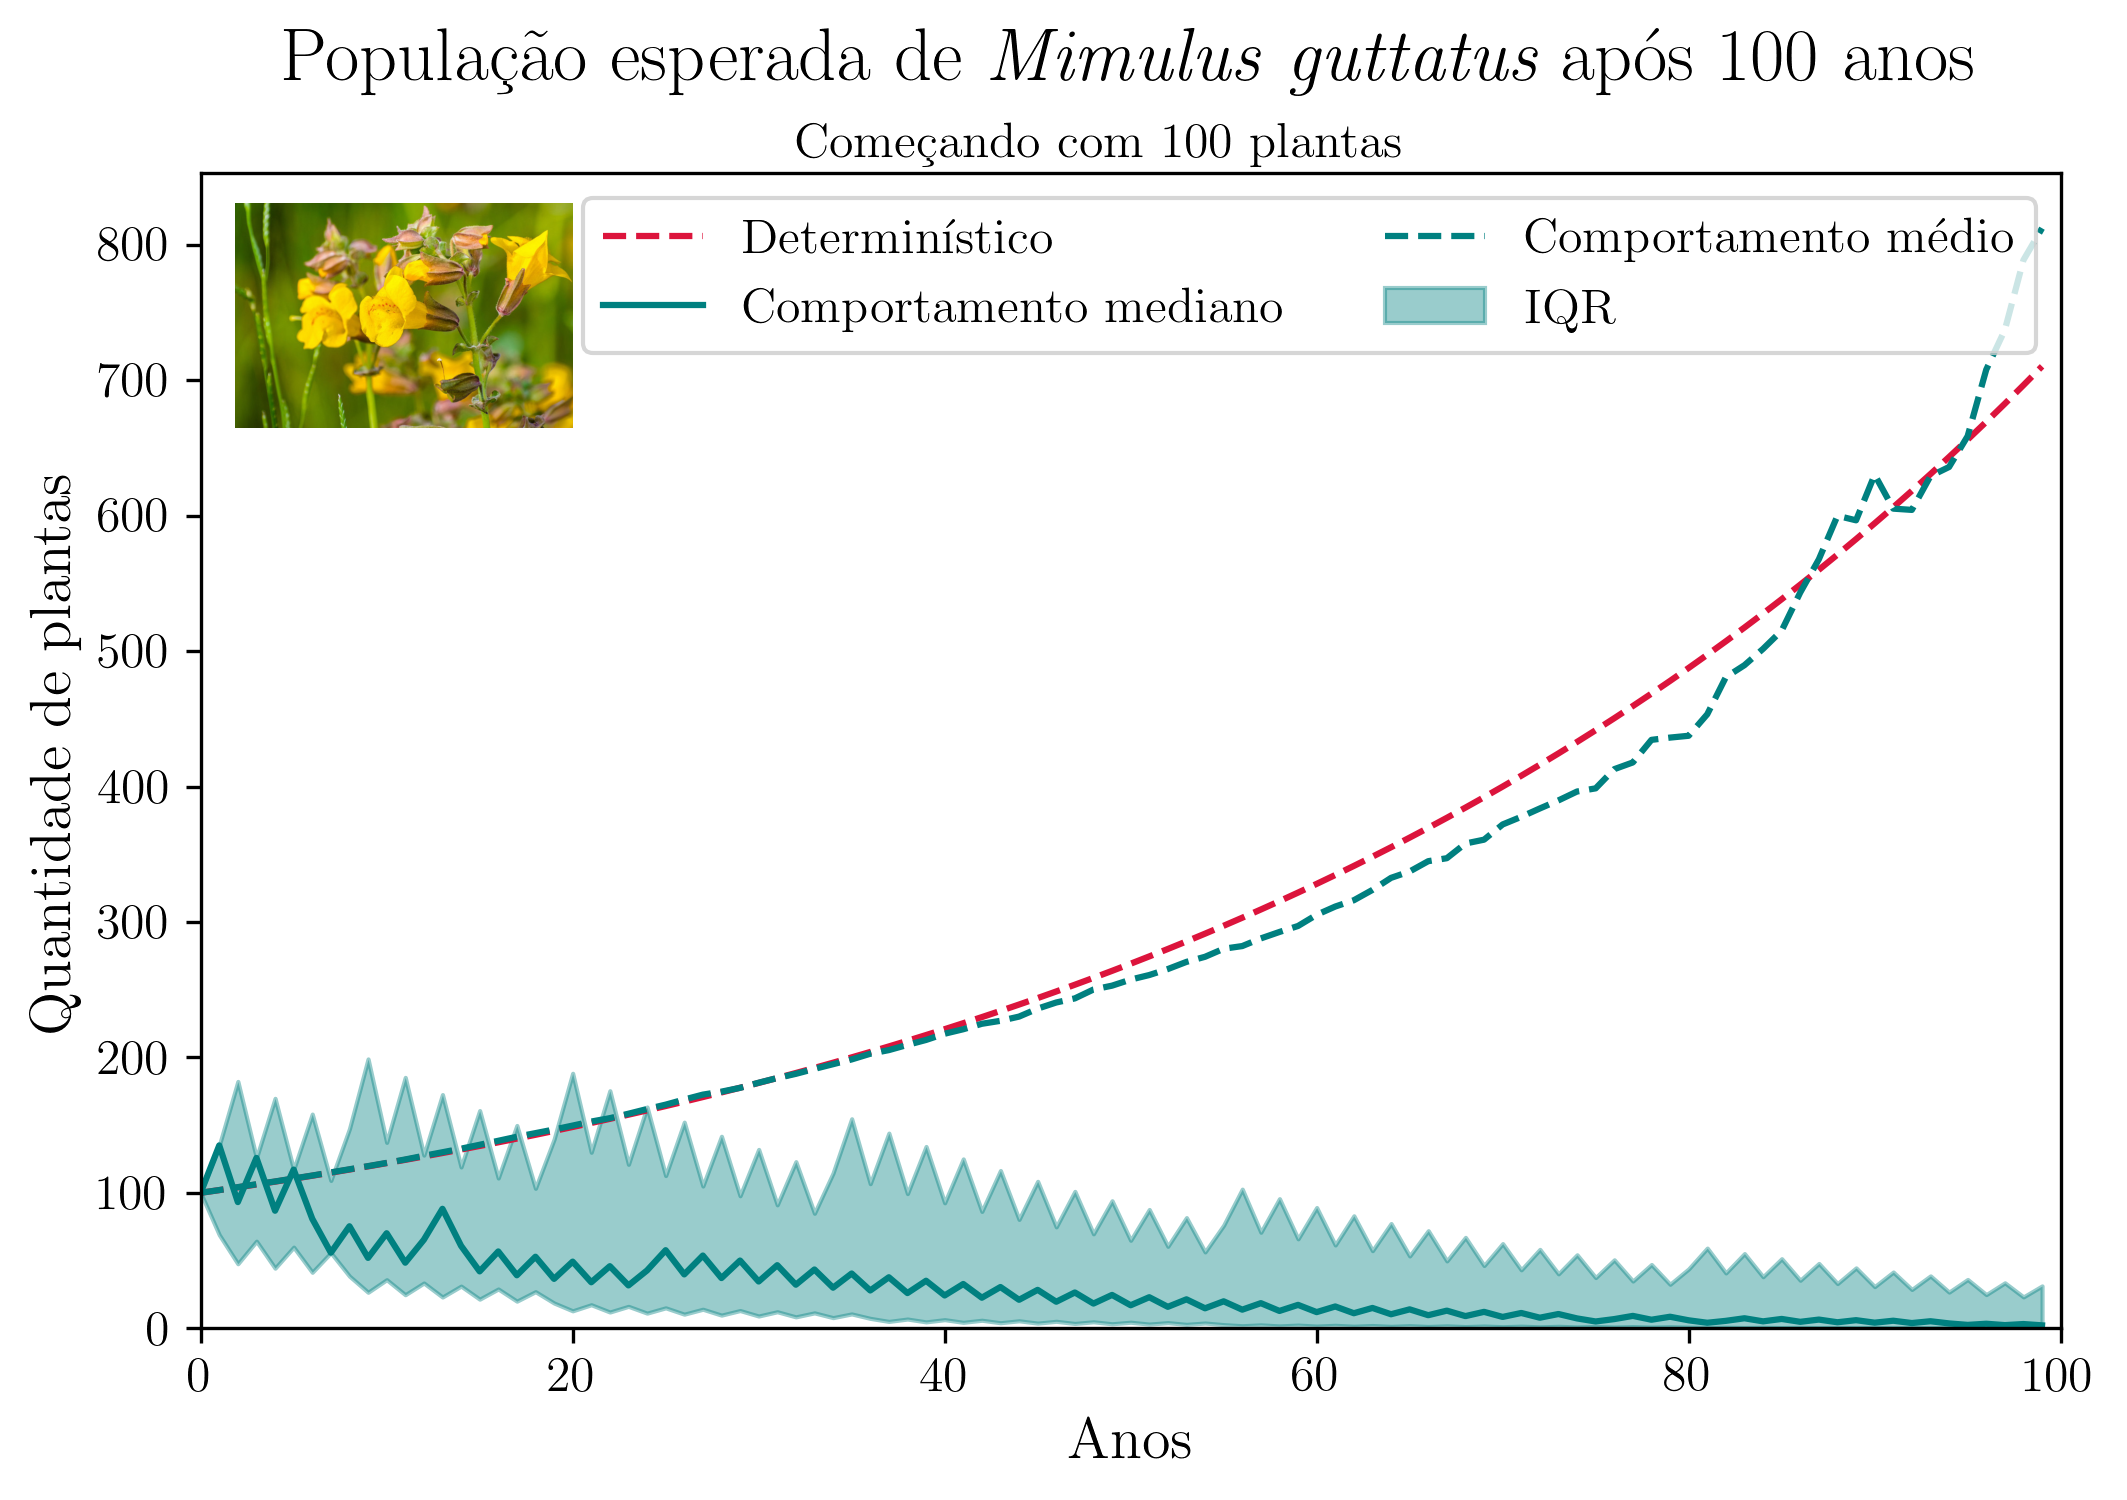 População esperada de Mimulus guttatus após 100 anos
Começando com 100 plantas
Determinístico
Comportamento mediano
Comportamento médio
IQR
Quantidade de plantas
800
700
600
500
400
300
200
100
0
0 20 40 60 80 100
Anos